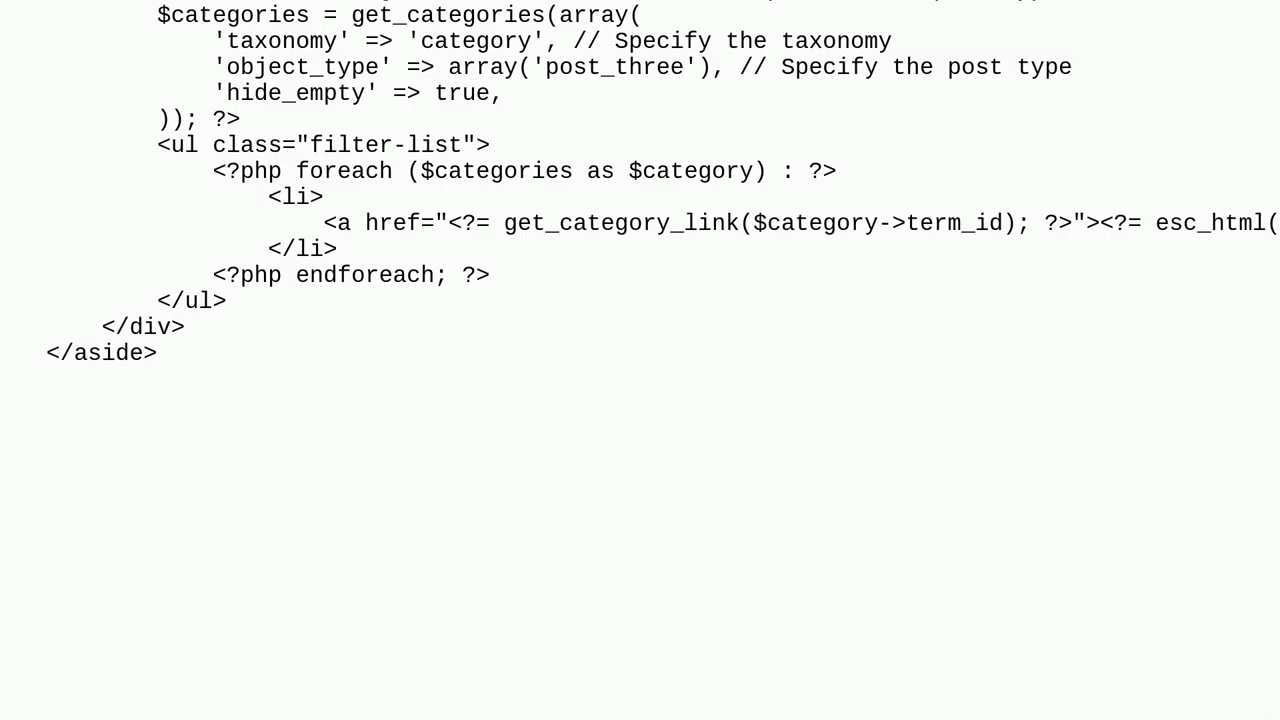 $categories = get_categories(array(
'taxonomy' => 'category', // Specify the taxonomy
'object_type' => array('post_three'), // Specify the post type
'hide_empty' => true,
)); ?>
<ul class="filter-list">
<?php foreach ($categories as $category) : ?>
<li>
<a href="<?= get_category_link($category->term_id); ?>"><?= esc_html(
</li>
<?php endforeach; ?>
</ul>
</div>
</aside>